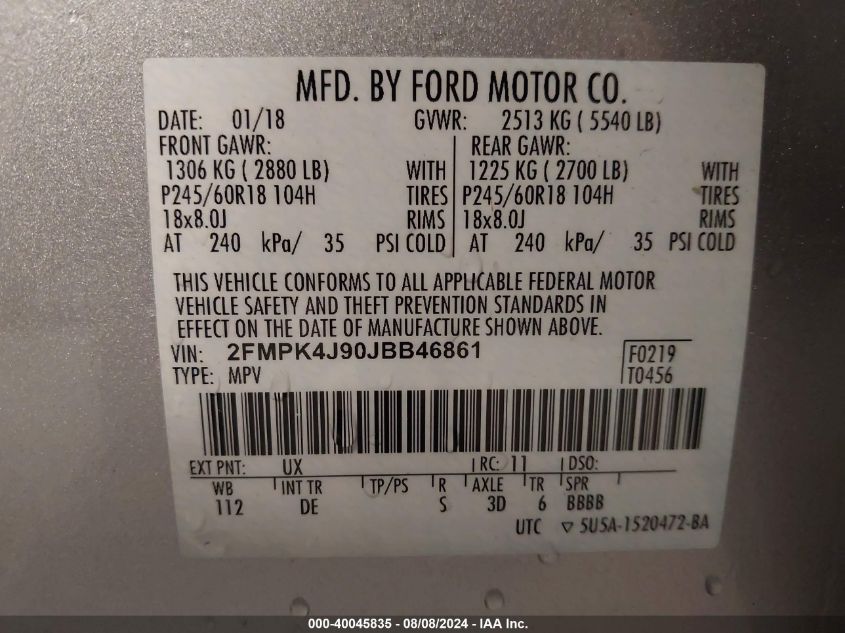 MFD. BY FORD MOTOR CO.
DATE: 01/18 GVWR: 2513 KG ( 5540 LB)
FRONT GAWR: REAR GAWR:
1306 KG ( 2880 LB) WITH 1225 KG ( 2700 LB) WITH
P245/60R18 104H TIRES P245/60R18 104H TIRES
18x8.0J RIMS 18x8.0J RIMS
AT 240 kPa/ 35 PSI COLD AT 240 kPa/ 35 PSI COLD
THIS VEHICLE CONFORMS TO ALL APPLICABLE FEDERAL MOTOR
VEHICLE SAFETY AND THEFT PREVENTION STANDARDS IN
EFFECT ON THE DATE OF MANUFACTURE SHOWN ABOVE.
VIN: 2FMPK4J90JBB46861 F0219
TYPE: MPV T0456
EXT PNT: UX RC: 11 DSO:
WB INT TR TP/PS R AXLE TR SPR
112 DE S 3D 6 BBBB
UTC ▽ 5U5A-1520472-BA
000-40045835 - 08/08/2024 - IAA Inc.